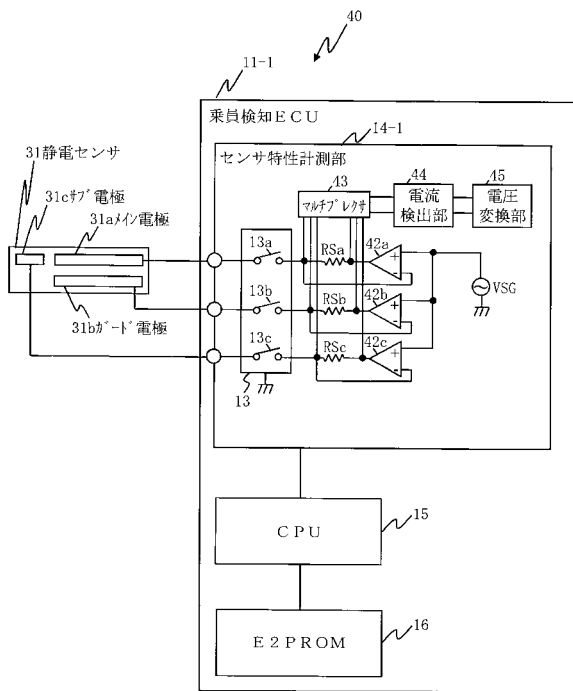 40
11-1
乗員検知ECU
14-1
センサ特性計測部
31静電センサ
31cサブ電極
31aメイン電極
31bガード電極
43
マルチプレクサ
44
電流
検出部
45
電圧
変換部
13a
RSa
42a
+
-
VSG
13b
RSb
42b
+
-
13c
RSc
42c
+
-
13
CPU
15
E2PROM
16